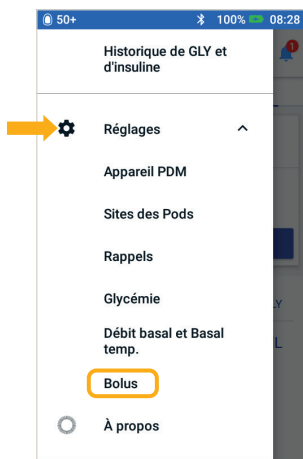 50+ 100% 08:28
Historique de GLY et
d'insuline
1
Réglages
Appareil PDM
Sites des Pods
Rappels
Glycémie
LY
Débit basal et Basal
temp.
L
Bolus
À propos